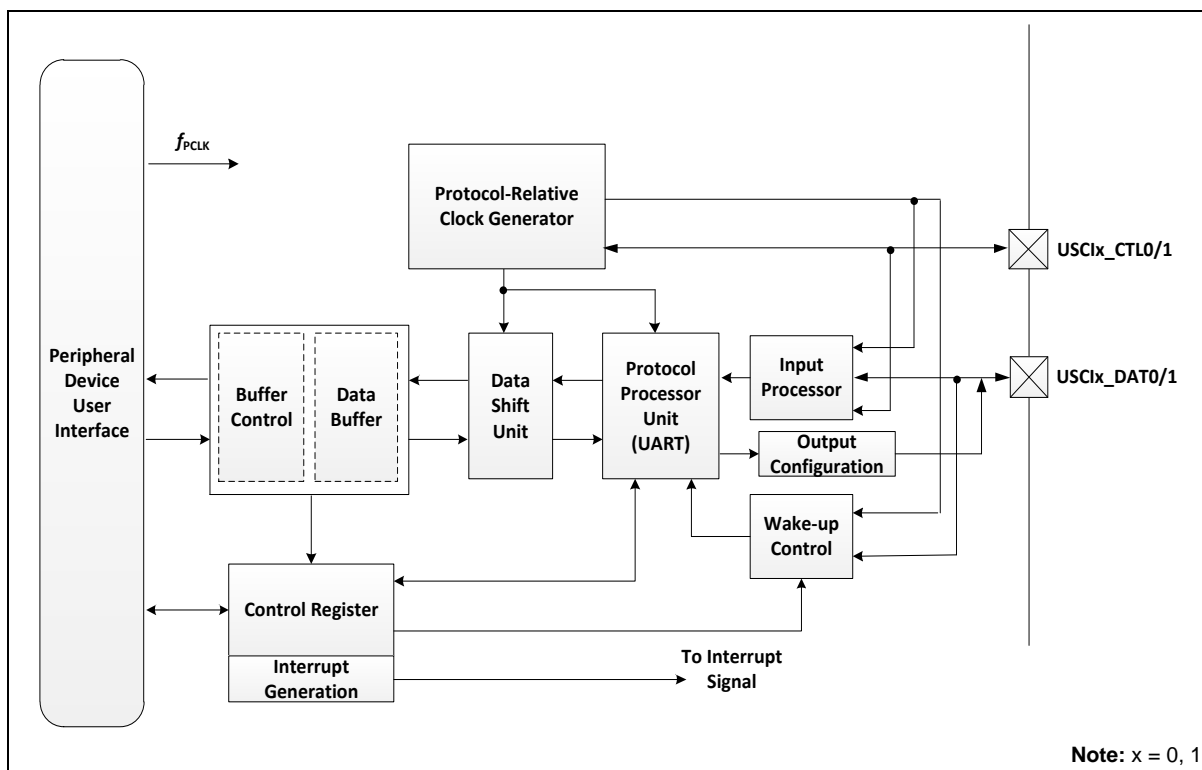 fPCLK
Protocol-Relative
Clock Generator
USCIx_CTL0/1
Peripheral
Device
User
Interface
Buffer
Control
Data
Buffer
Data
Shift
Unit
Protocol
Processor
Unit
(UART)
Input
Processor
USCIx_DAT0/1
Output
Configuration
Wake-up
Control
Control Register
Interrupt
Generation
To Interrupt
Signal
Note: x = 0, 1